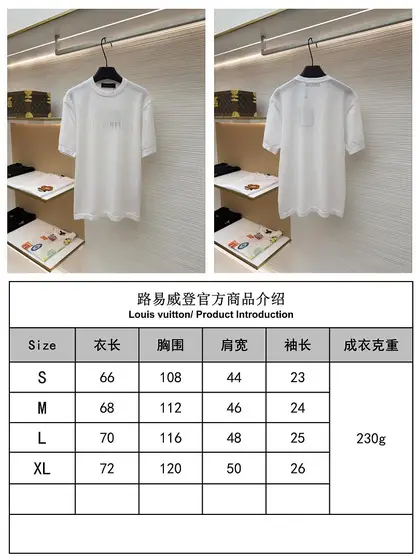 路易威登官方商品介绍
Louis vuitton/ Product Introduction
Size 衣长 胸围 肩宽 袖长 成衣克重
S 66 108 44 23
M 68 112 46 24
L 70 116 48 25
XL 72 120 50 26
230g